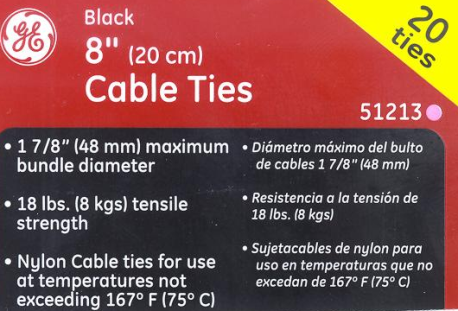 GE
Black
8" (20 cm)
Cable Ties
20
ties
51213
• 1 7/8" (48 mm) maximum
bundle diameter
• 18 lbs. (8 kgs) tensile
strength
• Nylon Cable ties for use
at temperatures not
exceeding 167° F (75° C)
• Diámetro máximo del bulto
de cables 1 7/8" (48 mm)
• Resistencia a la tensión de
18 lbs. (8 kgs)
• Sujetacables de nylon para
uso en temperaturas que no
excedan de 167° F (75° C)